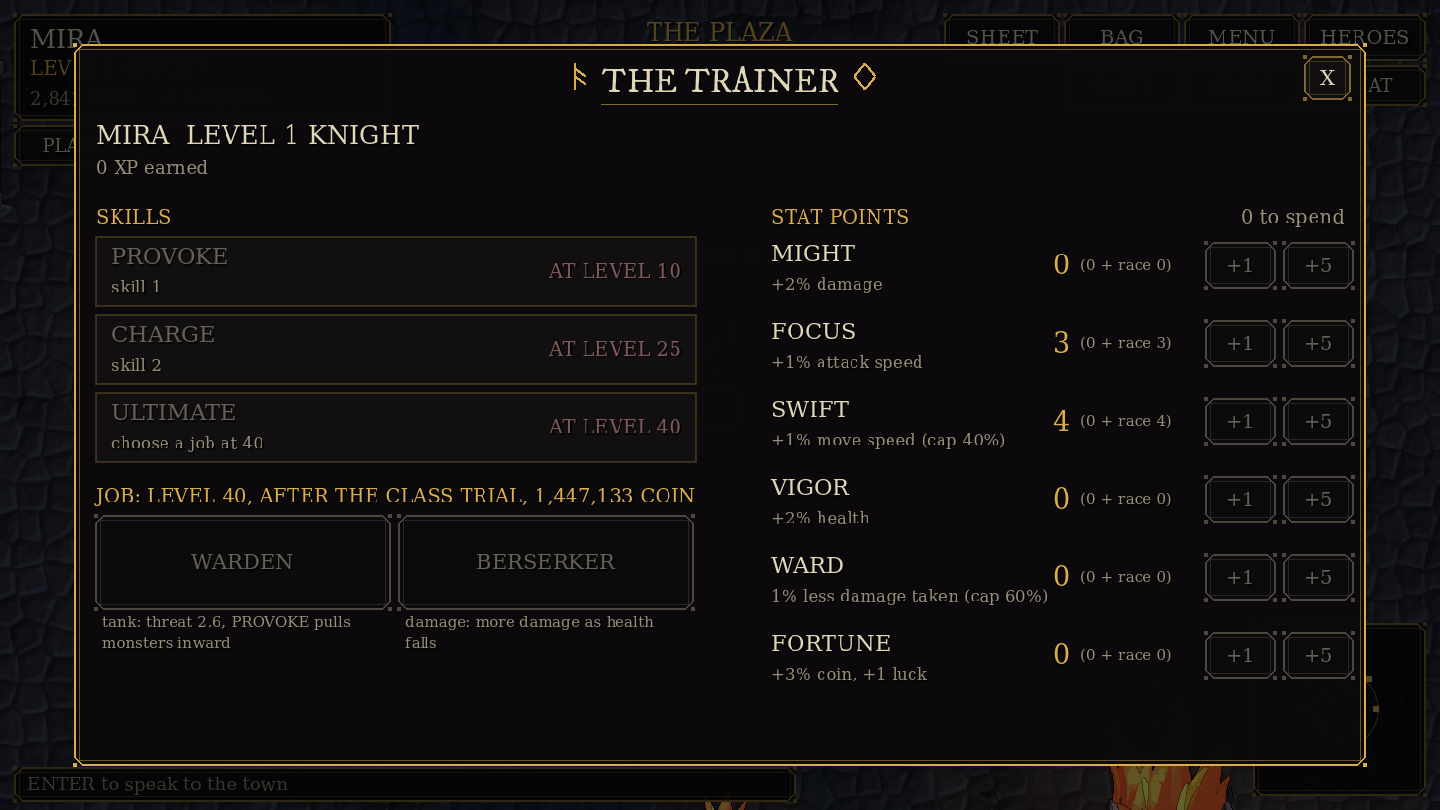 MIRA
THE PLAZA
SHEET
BAG
MENU
HEROES
LEV
2,84
AT
PLA
THE TRAINER
X
MIRA LEVEL 1 KNIGHT
0 XP earned
SKILLS
PROVOKE
skill 1
AT LEVEL 10
CHARGE
skill 2
AT LEVEL 25
ULTIMATE
choose a job at 40
AT LEVEL 40
JOB: LEVEL 40, AFTER THE CLASS TRIAL, 1,447,133 COIN
WARDEN
BERSERKER
tank: threat 2.6, PROVOKE pulls
monsters inward
damage: more damage as health
falls
STAT POINTS
0 to spend
MIGHT
+2% damage
0 (0 + race 0)
+1
+5
FOCUS
+1% attack speed
3 (0 + race 3)
+1
+5
SWIFT
+1% move speed (cap 40%)
4 (0 + race 4)
+1
+5
VIGOR
+2% health
0 (0 + race 0)
+1
+5
WARD
1% less damage taken (cap 60%)
0 (0 + race 0)
+1
+5
FORTUNE
+3% coin, +1 luck
0 (0 + race 0)
+1
+5
ENTER to speak to the town